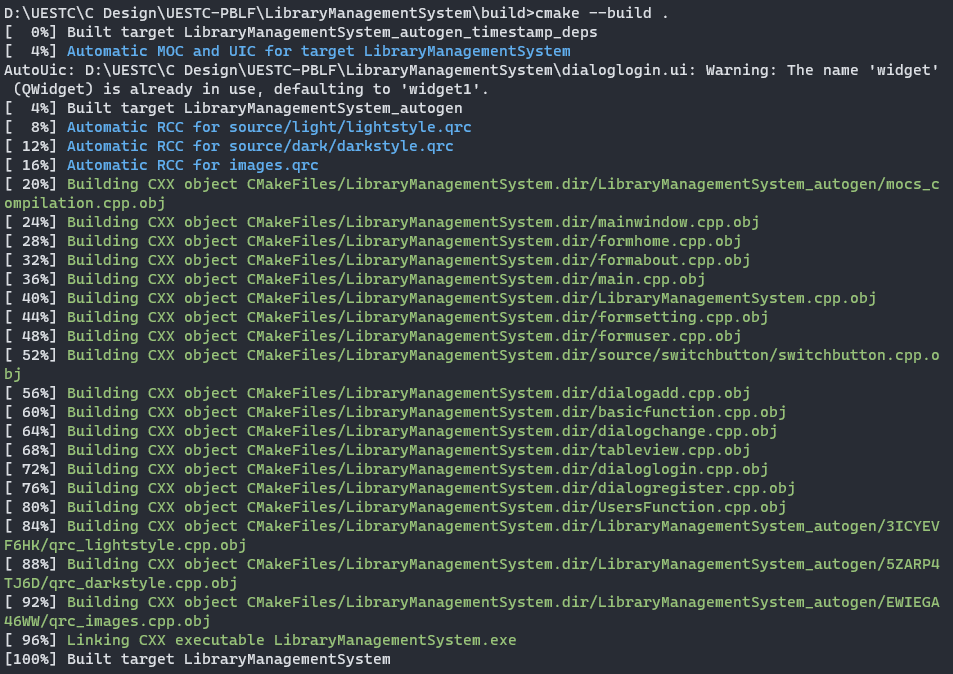 D:\UESTC\C Design\UESTC-PBLF\LibraryManagementSystem\build>cmake --build .
[  0%] Built target LibraryManagementSystem_autogen_timestamp_deps
[  4%] Automatic MOC and UIC for target LibraryManagementSystem
AutoUic: D:\UESTC\C Design\UESTC-PBLF\LibraryManagementSystem\dialoglogin.ui: Warning: The name 'widget'
 (QWidget) is already in use, defaulting to 'widget1'.
[  4%] Built target LibraryManagementSystem_autogen
[  8%] Automatic RCC for source/light/lightstyle.qrc
[ 12%] Automatic RCC for source/dark/darkstyle.qrc
[ 16%] Automatic RCC for images.qrc
[ 20%] Building CXX object CMakeFiles/LibraryManagementSystem.dir/LibraryManagementSystem_autogen/mocs_c
ompilation.cpp.obj
[ 24%] Building CXX object CMakeFiles/LibraryManagementSystem.dir/mainwindow.cpp.obj
[ 28%] Building CXX object CMakeFiles/LibraryManagementSystem.dir/formhome.cpp.obj
[ 32%] Building CXX object CMakeFiles/LibraryManagementSystem.dir/formabout.cpp.obj
[ 36%] Building CXX object CMakeFiles/LibraryManagementSystem.dir/main.cpp.obj
[ 40%] Building CXX object CMakeFiles/LibraryManagementSystem.dir/LibraryManagementSystem.cpp.obj
[ 44%] Building CXX object CMakeFiles/LibraryManagementSystem.dir/formsetting.cpp.obj
[ 48%] Building CXX object CMakeFiles/LibraryManagementSystem.dir/formuser.cpp.obj
[ 52%] Building CXX object CMakeFiles/LibraryManagementSystem.dir/source/switchbutton/switchbutton.cpp.o
bj
[ 56%] Building CXX object CMakeFiles/LibraryManagementSystem.dir/dialogadd.cpp.obj
[ 60%] Building CXX object CMakeFiles/LibraryManagementSystem.dir/basicfunction.cpp.obj
[ 64%] Building CXX object CMakeFiles/LibraryManagementSystem.dir/dialogchange.cpp.obj
[ 68%] Building CXX object CMakeFiles/LibraryManagementSystem.dir/tableview.cpp.obj
[ 72%] Building CXX object CMakeFiles/LibraryManagementSystem.dir/dialoglogin.cpp.obj
[ 76%] Building CXX object CMakeFiles/LibraryManagementSystem.dir/dialogregister.cpp.obj
[ 80%] Building CXX object CMakeFiles/LibraryManagementSystem.dir/UsersFunction.cpp.obj
[ 84%] Building CXX object CMakeFiles/LibraryManagementSystem.dir/LibraryManagementSystem_autogen/3ICYEV
F6HK/qrc_lightstyle.cpp.obj
[ 88%] Building CXX object CMakeFiles/LibraryManagementSystem.dir/LibraryManagementSystem_autogen/5ZARP4
TJ6D/qrc_darkstyle.cpp.obj
[ 92%] Building CXX object CMakeFiles/LibraryManagementSystem.dir/LibraryManagementSystem_autogen/EWIEGA
46WW/qrc_images.cpp.obj
[ 96%] Linking CXX executable LibraryManagementSystem.exe
[100%] Built target LibraryManagementSystem